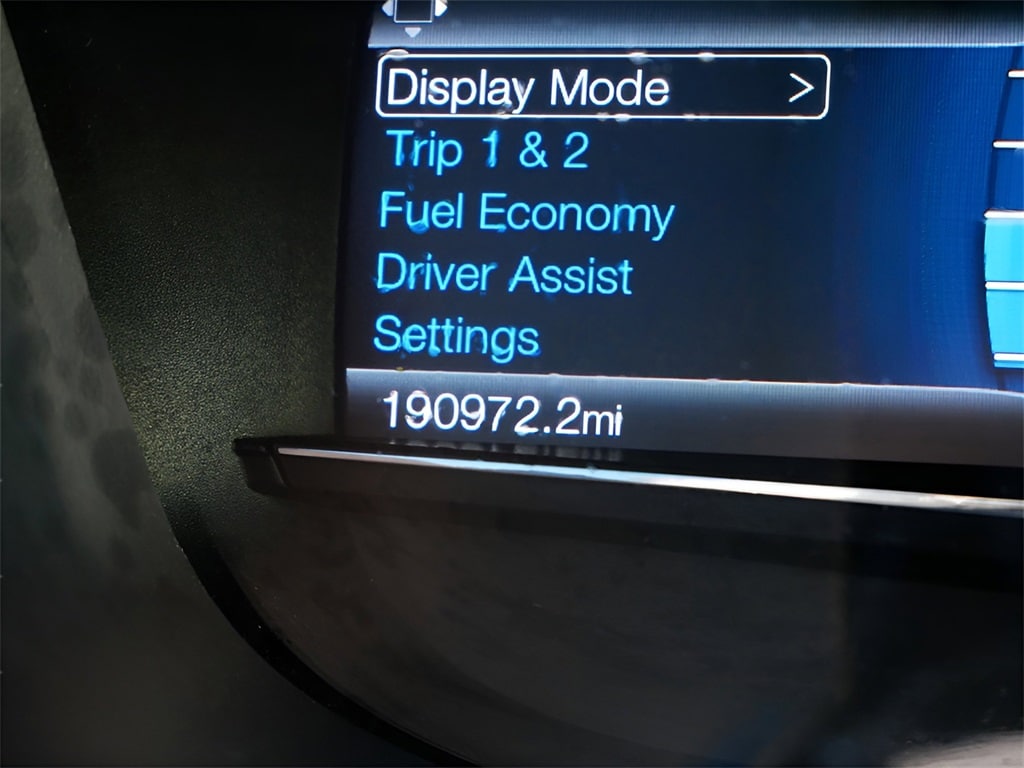 Display Mode >
Trip 1 & 2
Fuel Economy
Driver Assist
Settings
190972.2mi